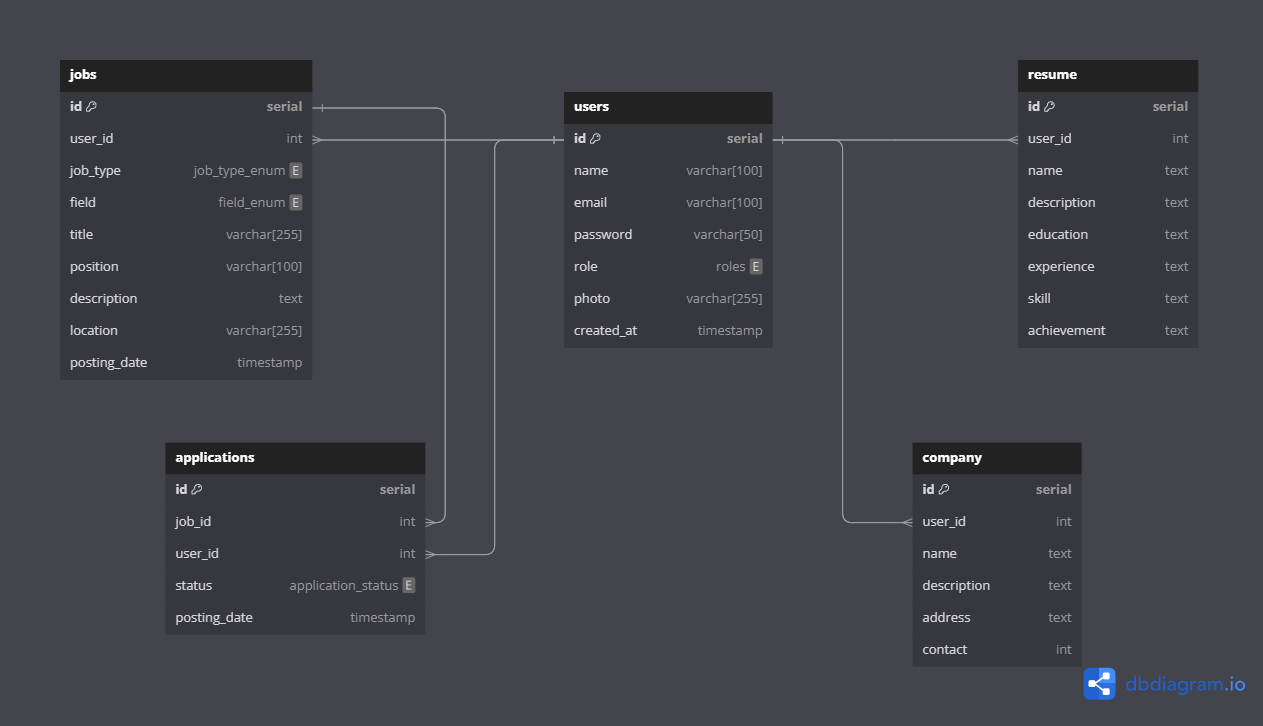 jobs
id serial
user_id int
job_type job_type_enum E
field field_enum E
title varchar[255]
position varchar[100]
description text
location varchar[255]
posting_date timestamp
users
id serial
name varchar[100]
email varchar[100]
password varchar[50]
role roles E
photo varchar[255]
created_at timestamp
resume
id serial
user_id int
name text
description text
education text
experience text
skill text
achievement text
applications
id serial
job_id int
user_id int
status application_status E
posting_date timestamp
company
id serial
user_id int
name text
description text
address text
contact int
dbdiagram.io